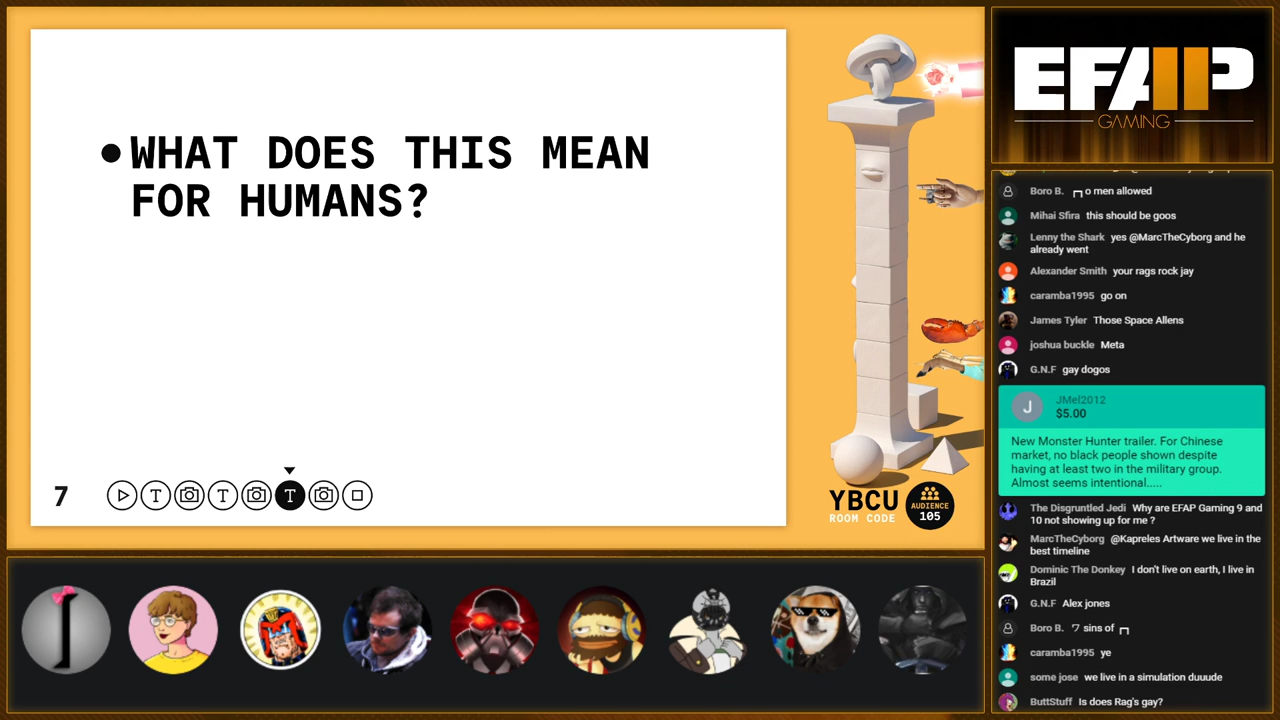 •WHAT DOES THIS MEAN
FOR HUMANS?
7
T
T
T
YBCU
ROOM CODE
AUDIENCE
105
EFAP
GAMING
Boro B. ┏┓o men allowed
Mihai Sfira this should be goos
Lenny the Shark yes @MarcTheCyborg and he
already went
Alexander Smith your rags rock jay
caramba1995 go on
James Tyler Those Space Allens
joshua buckle Meta
G.N.F gay dogos
J
JMel2012
$5.00
New Monster Hunter trailer. For Chinese
market, no black people shown despite
having at least two in the military group.
Almost seems intentional.....
The Disgruntled Jedi Why are EFAP Gaming 9 and
10 not showing up for me ?
MarcTheCyborg @Kapreles Artware we live in the
best timeline
Dominic The Donkey I don't live on earth, I live in
Brazil
G.N.F Alex jones
Boro B. ワ sins of ┏┓
caramba1995 ye
some jose we live in a simulation duuude
ButtStuff Is does Rag's gay?